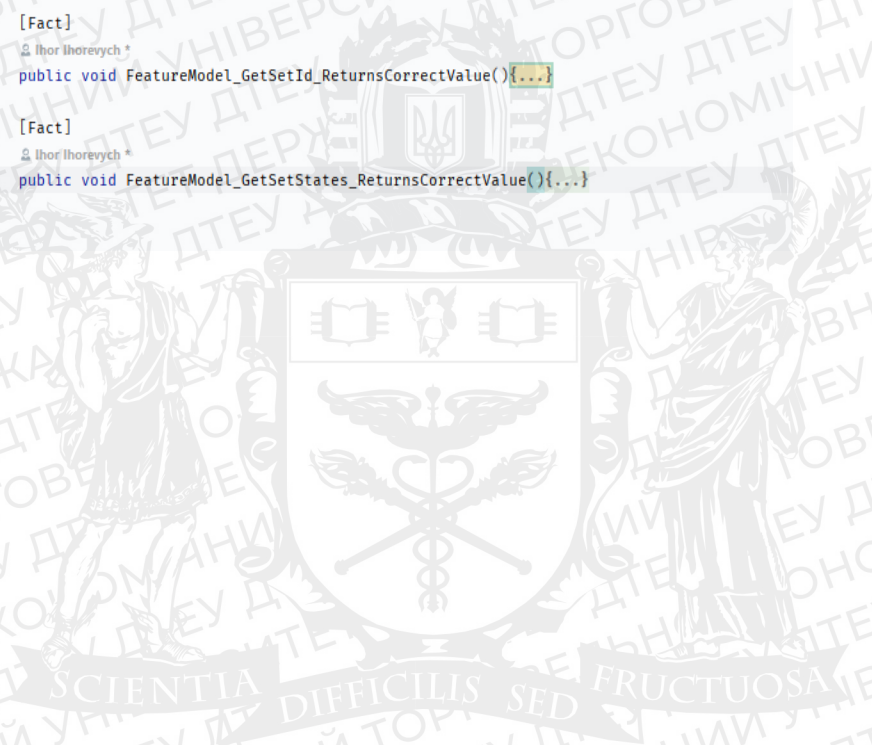 [Fact]
Ihor Ihorevych *
public void FeatureModel_GetSetId_ReturnsCorrectValue(){...}
[Fact]
Ihor Ihorevych *
public void FeatureModel_GetSetStates_ReturnsCorrectValue(){...}
SCIENTIA DIFFICILIS SED FRUCTUOSA